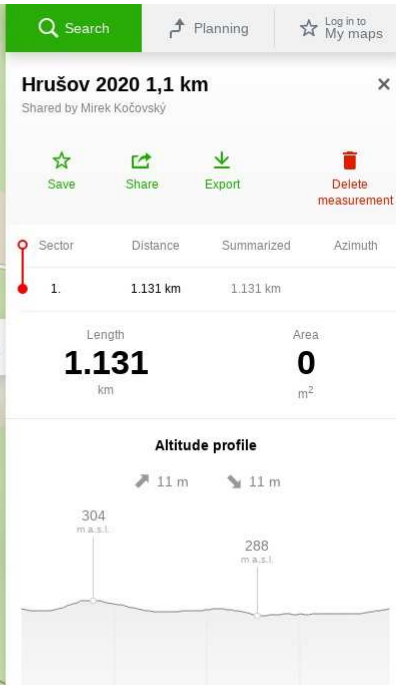 Search
Planning
Log in to
My maps
Hrušov 2020 1,1 km
Shared by Mirek Kočovský
Save
Share
Export
Delete
measurement
Sector Distance Summarized Azimuth
1. 1.131 km 1.131 km
Length Area
1.131 0
km m²
Altitude profile
11 m 11 m
304
m a.s.l.
288
m a.s.l.